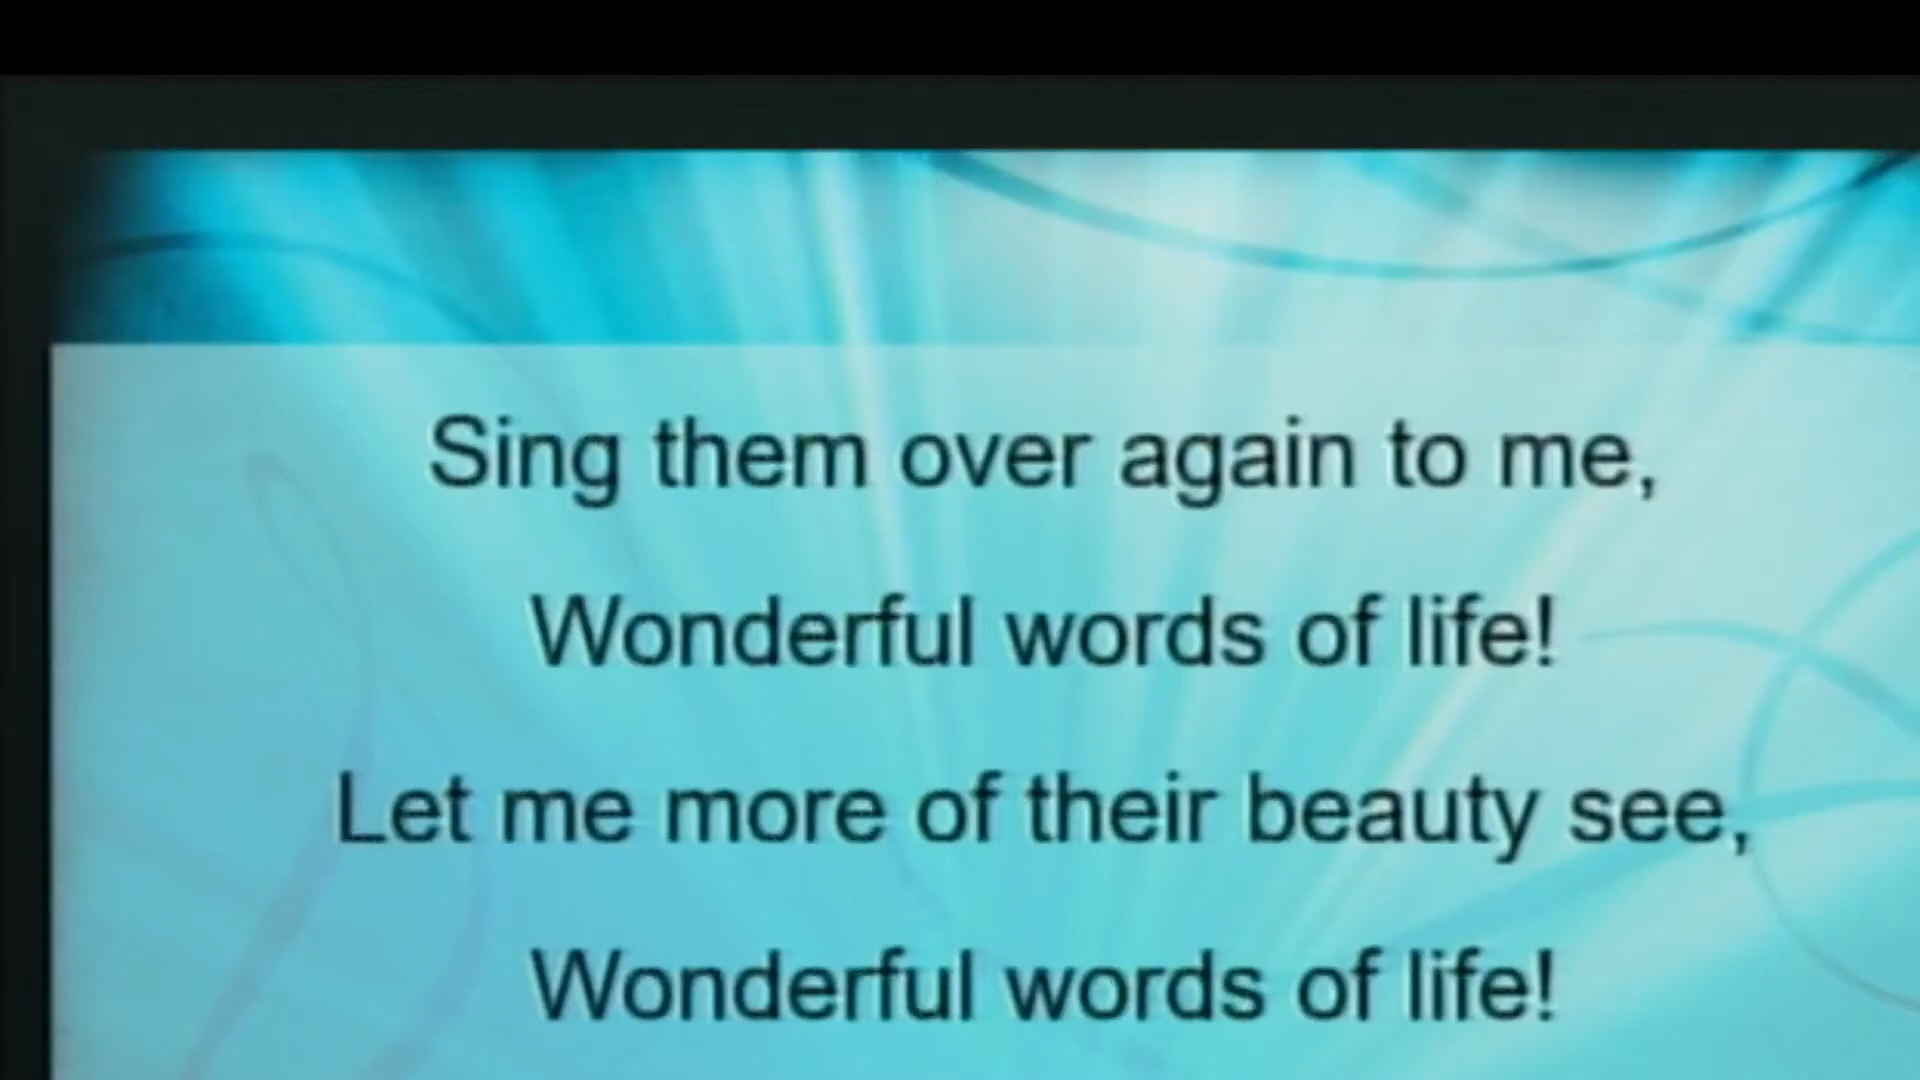 Sing them over again to me,
Wonderful words of life!
Let me more of their beauty see,
Wonderful words of life!